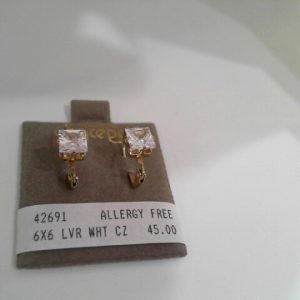 42691 ALLERGY FREE
6X6 LVR WHT CZ 45.00